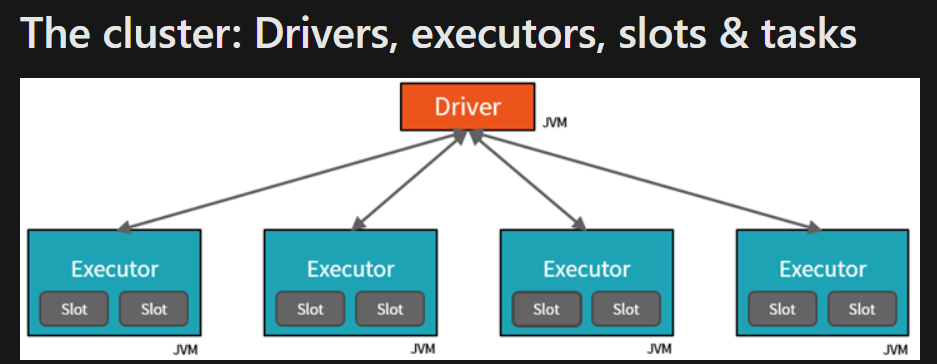 The cluster: Drivers, executors, slots & tasks
Driver
JVM
Executor
Slot Slot
JVM
Executor
Slot Slot
JVM
Executor
Slot Slot
JVM
Executor
Slot Slot
JVM